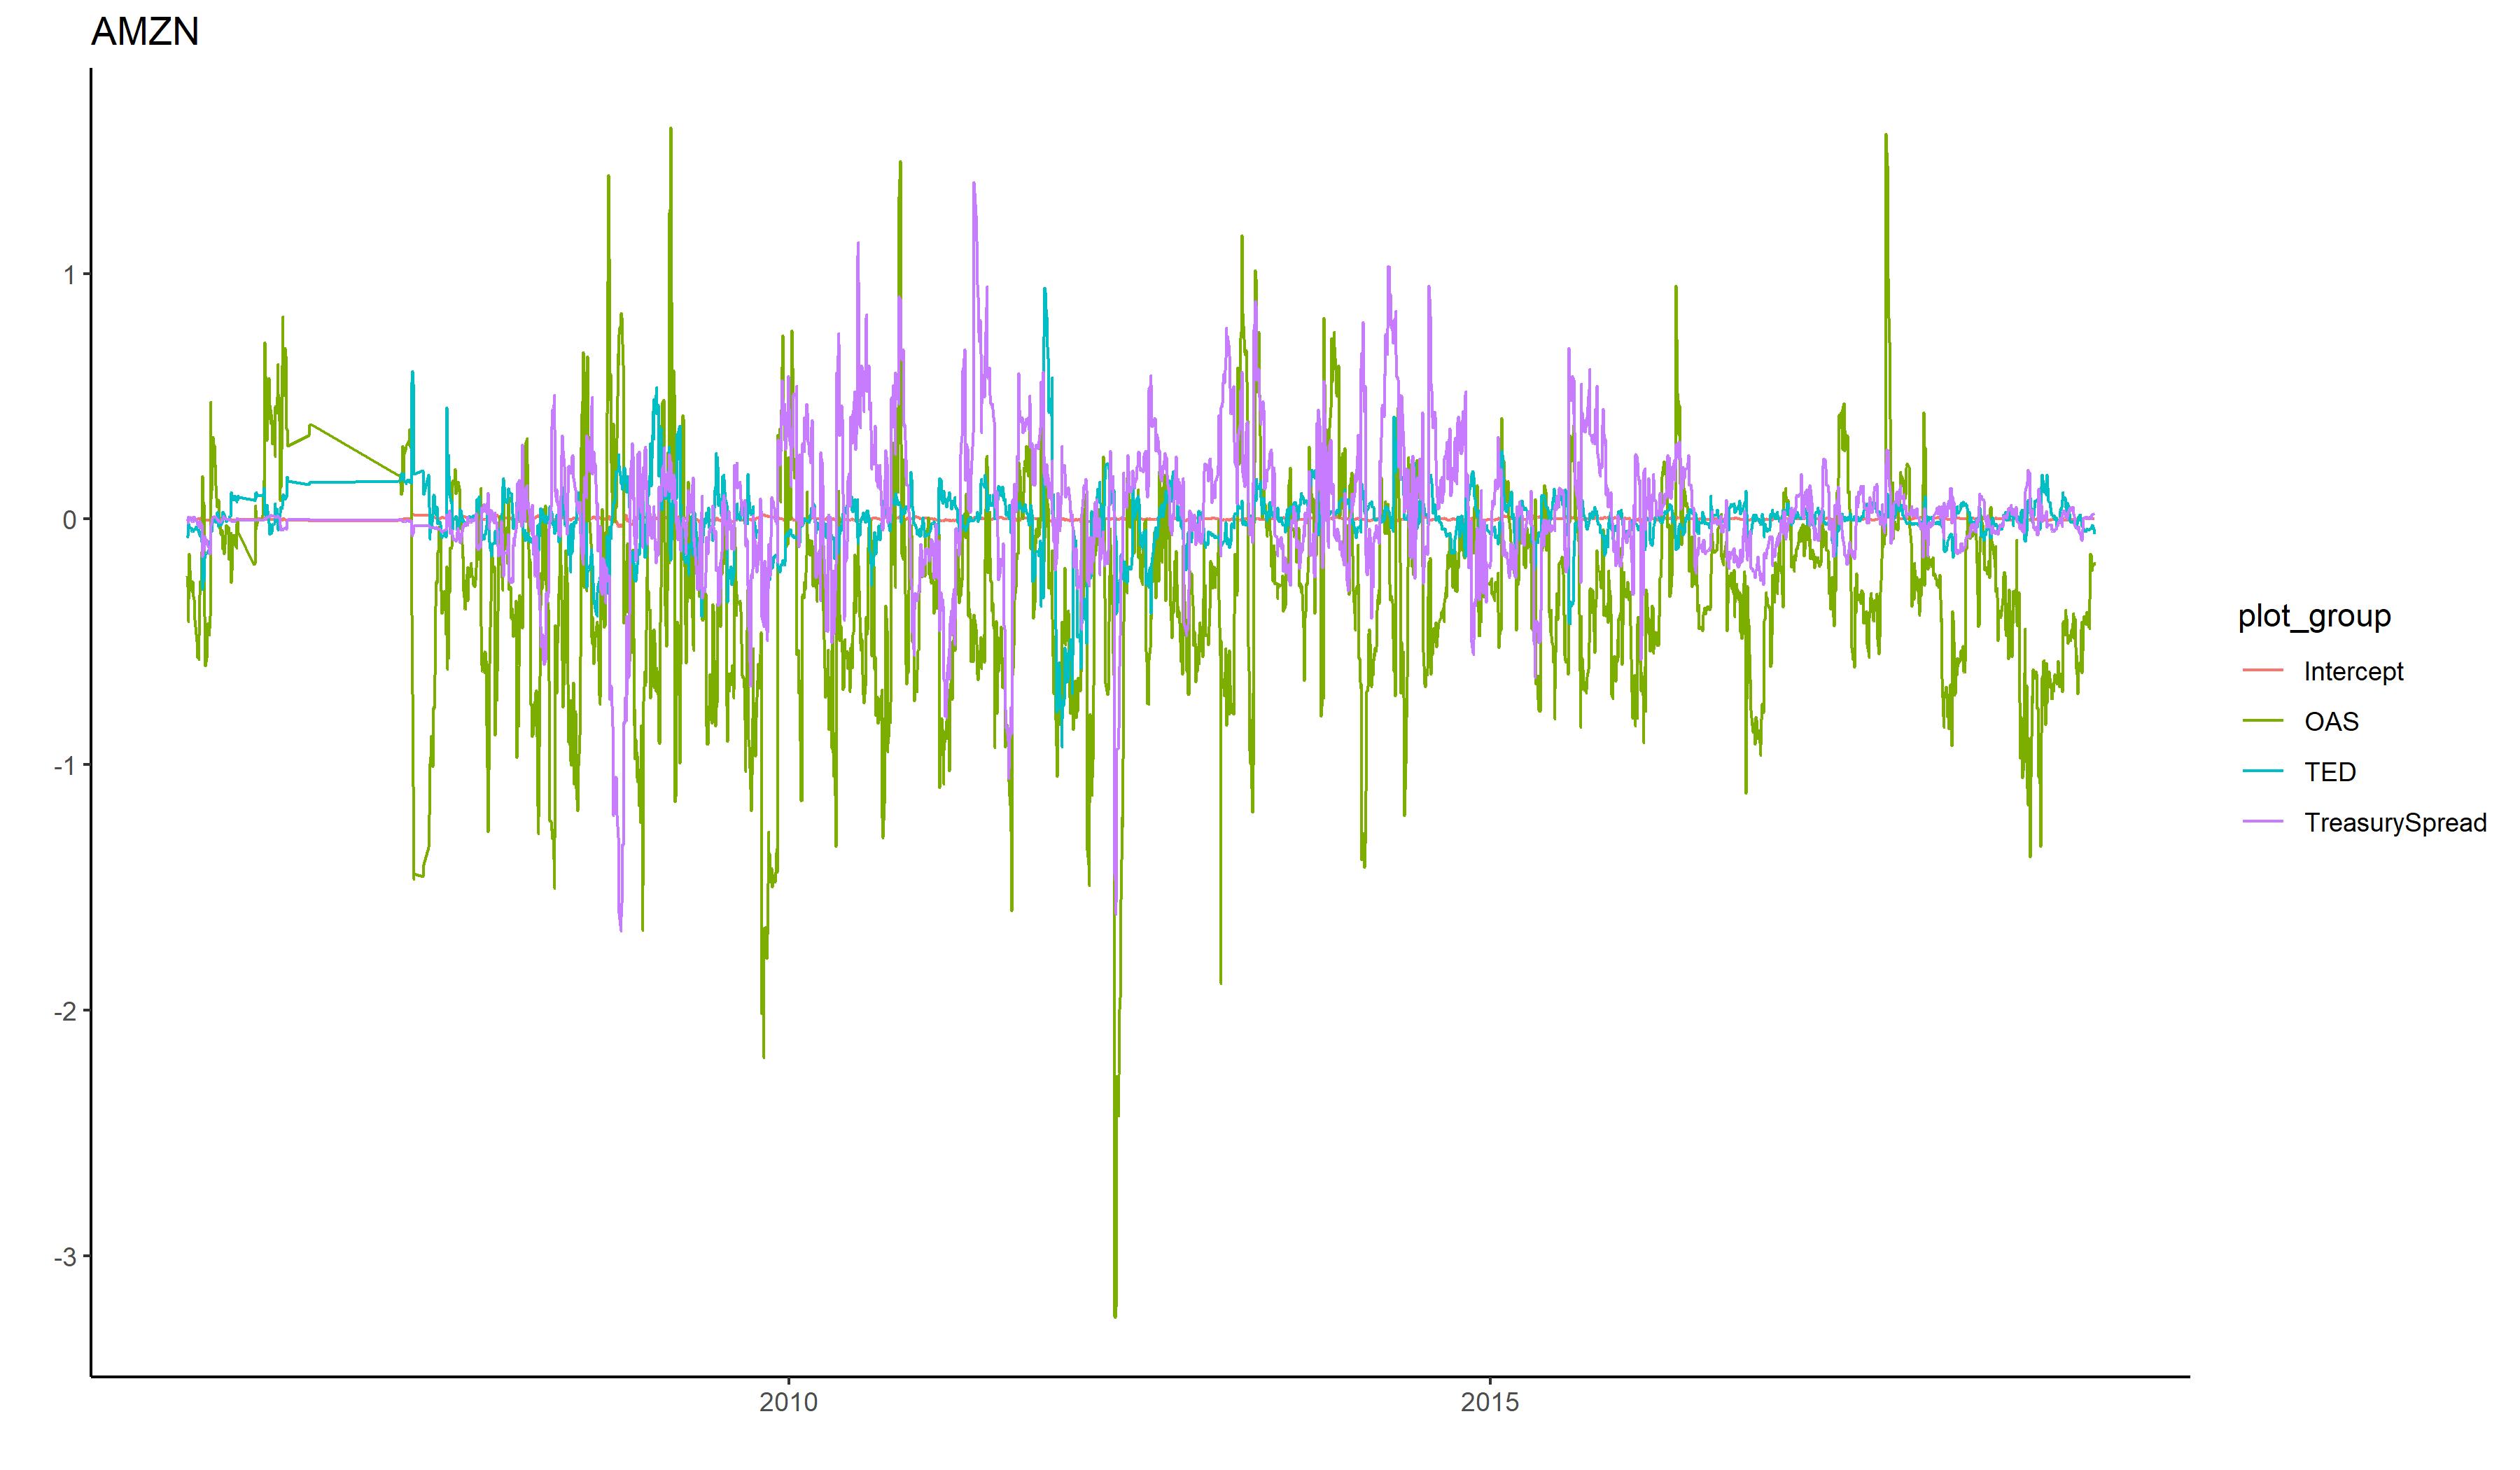 AMZN
1
0
-1
-2
-3
2010
2015
plot_group
Intercept
OAS
TED
TreasurySpread